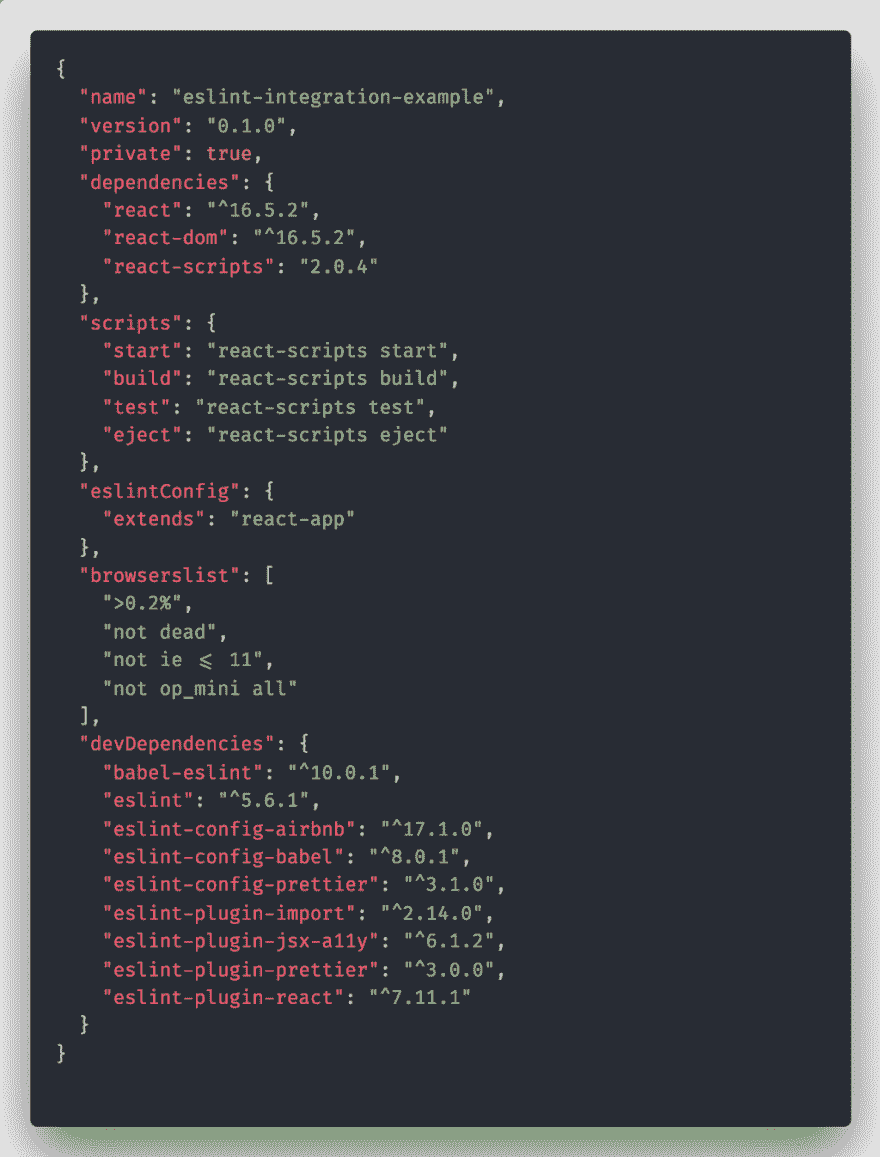 {
  "name": "eslint-integration-example",
  "version": "0.1.0",
  "private": true,
  "dependencies": {
    "react": "^16.5.2",
    "react-dom": "^16.5.2",
    "react-scripts": "2.0.4"
  },
  "scripts": {
    "start": "react-scripts start",
    "build": "react-scripts build",
    "test": "react-scripts test",
    "eject": "react-scripts eject"
  },
  "eslintConfig": {
    "extends": "react-app"
  },
  "browserslist": [
    ">0.2%",
    "not dead",
    "not ie ⩽ 11",
    "not op_mini all"
  ],
  "devDependencies": {
    "babel-eslint": "^10.0.1",
    "eslint": "^5.6.1",
    "eslint-config-airbnb": "^17.1.0",
    "eslint-config-babel": "^8.0.1",
    "eslint-config-prettier": "^3.1.0",
    "eslint-plugin-import": "^2.14.0",
    "eslint-plugin-jsx-a11y": "^6.1.2",
    "eslint-plugin-prettier": "^3.0.0",
    "eslint-plugin-react": "^7.11.1"
  }
}